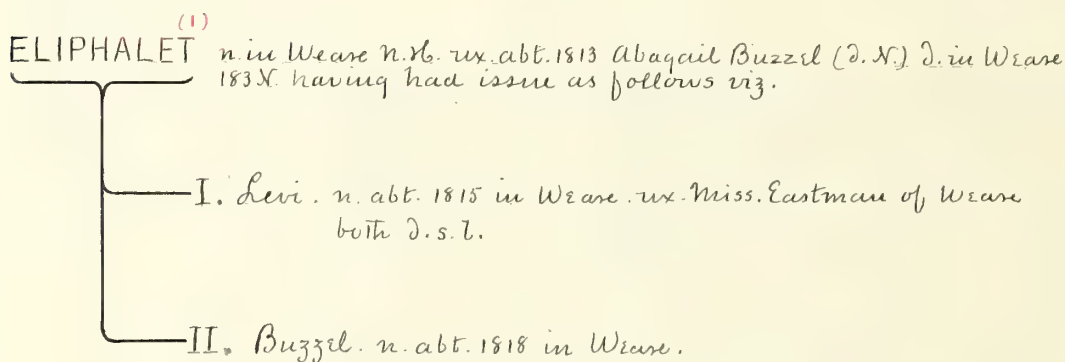 (1)
ELIPHALET n. in Weare N.H. ux. abt. 1813 Abagail Buzzel (d. N.) d. in Weare
183N. having had issue as follows viz.
I. Levi. n. abt. 1815 in Weare. ux. Miss. Eastman of Weare
both d. s. l.
II. Buzzel. n. abt. 1818 in Weare.